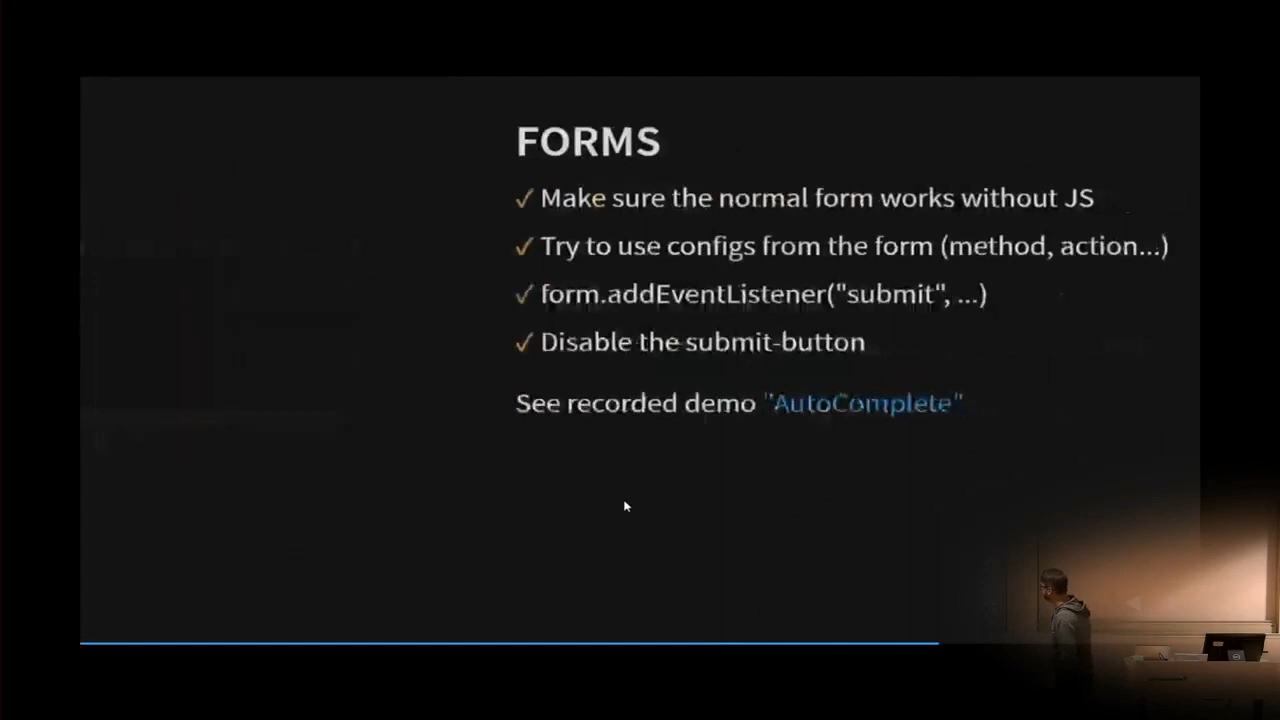 FORMS
✓ Make sure the normal form works without JS
✓ Try to use configs from the form (method, action...)
✓ form.addEventListener("submit", ...)
✓ Disable the submit-button
See recorded demo "AutoComplete"